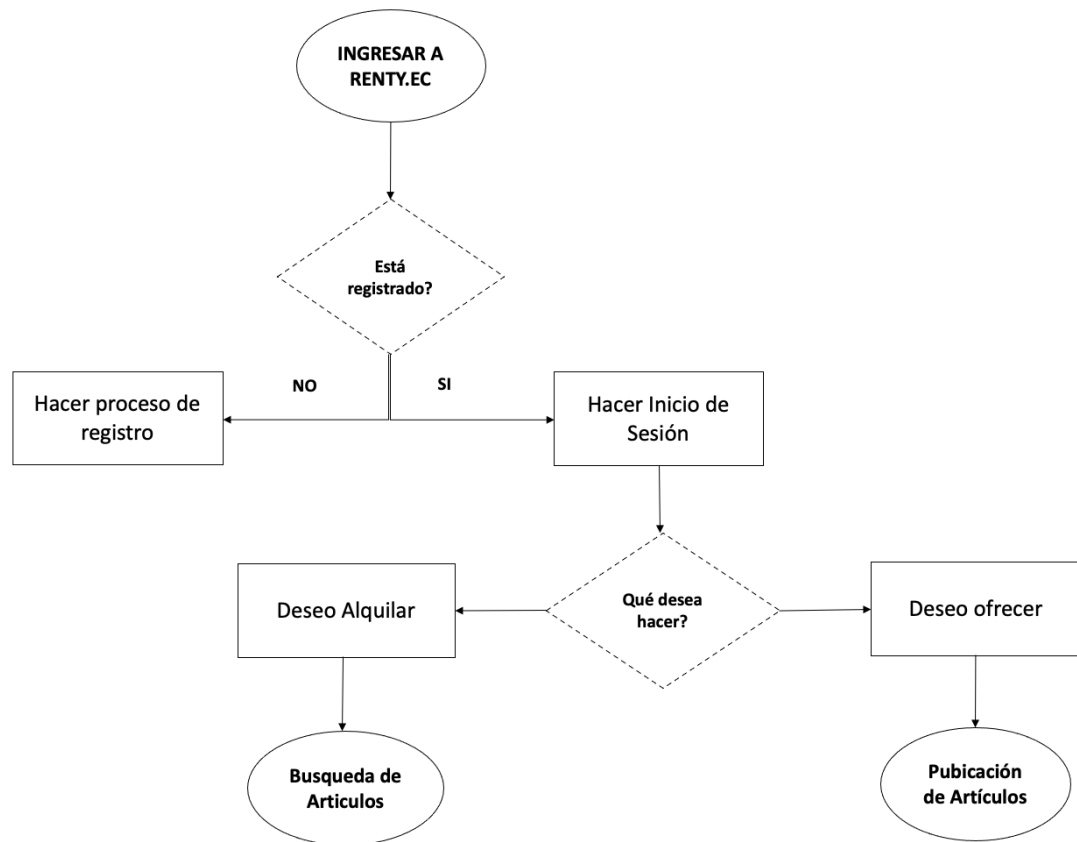 INGRESAR A
RENTY.EC
Está
registrado?
NO
SI
Hacer proceso de
registro
Hacer Inicio de
Sesión
Deseo Alquilar
Qué desea
hacer?
Deseo ofrecer
Busqueda de
Articulos
Pubicación
de Artículos